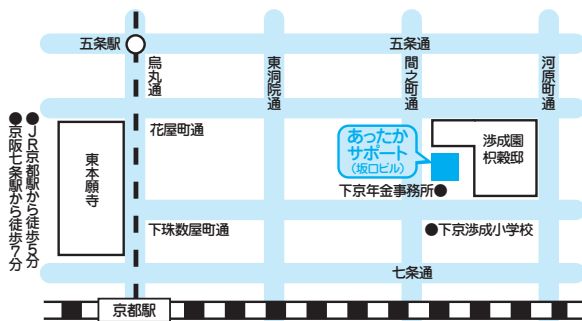 五条駅
五条通
烏丸通
東洞院通
間之町通
河原町通
花屋町通
あったか
サポート
(坂口ビル)
渉成園
枳殻邸
東本願寺
下京年金事務所●
下珠数屋町通
●下京渉成小学校
七条通
京都駅
●JR京都駅から徒歩5分
●京阪七条駅から徒歩7分